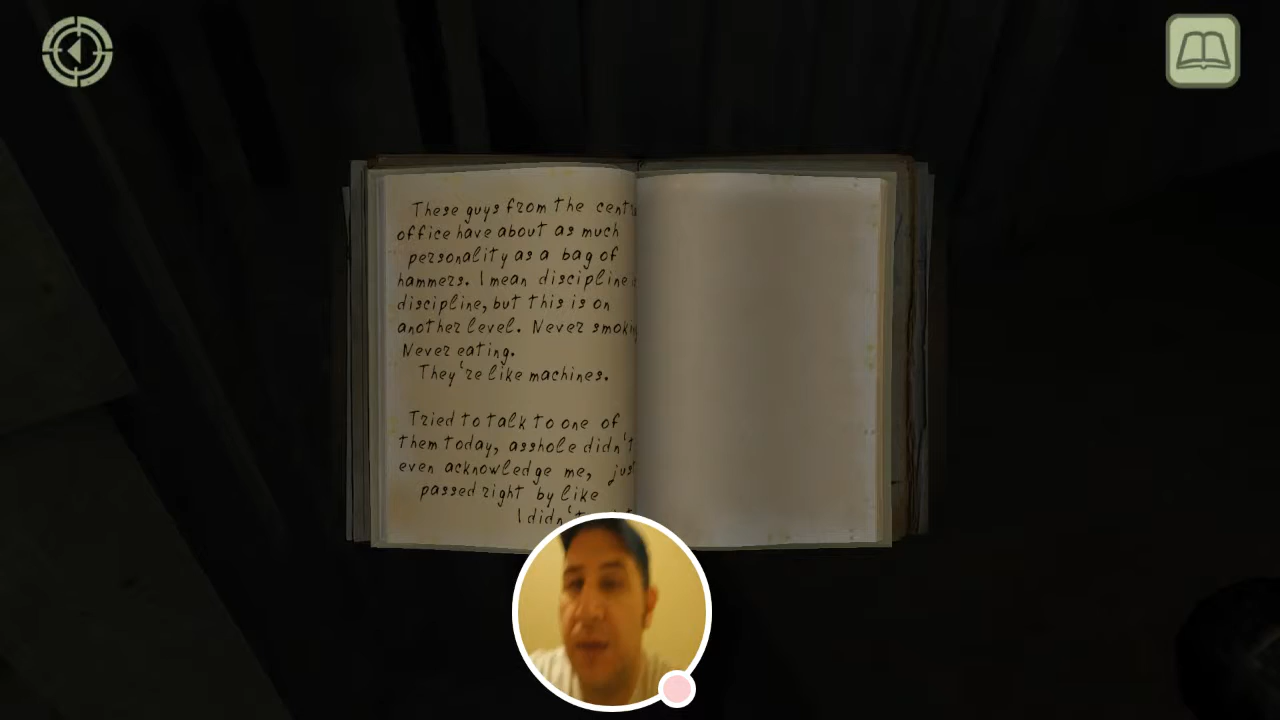 These guys from the
office have about as much
personality as a bag of
hammers. I mean discipline
discipline, but this is on
another level. Never
Never eating.
They're like machines.
Tried to talk to one of
them today, asshole didn't
even acknowledge me, just
passed right by like
I